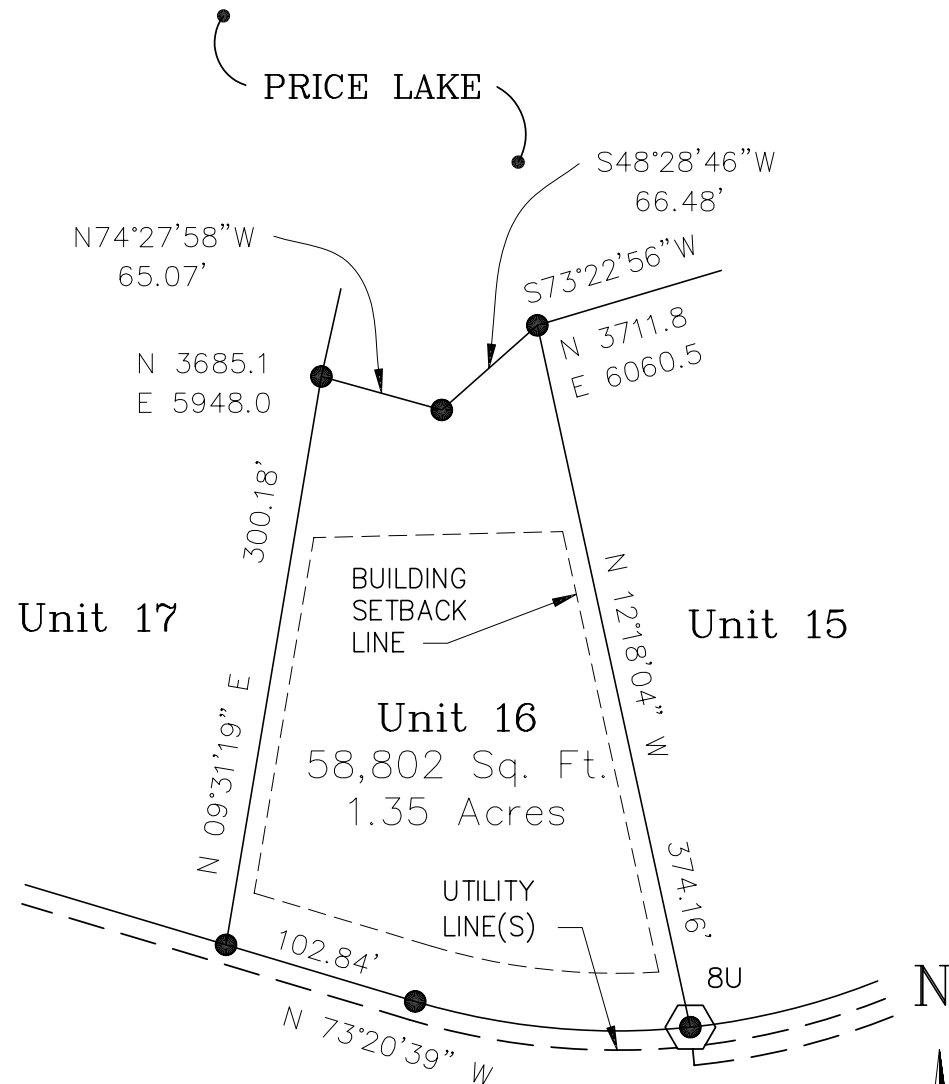 PRICE LAKE
S48°28'46"W
66.48'
N74°27'58"W
65.07'
S73°22'56"W
N 3711.8
E 6060.5
N 3685.1
E 5948.0
300.18'
N 09°31'19" E
Unit 17
BUILDING
SETBACK
LINE
N 12°18'04" W
374.16'
Unit 15
Unit 16
58,802 Sq. Ft.
1.35 Acres
UTILITY
LINE(S)
102.84'
N 73°20'39" W
8U
N